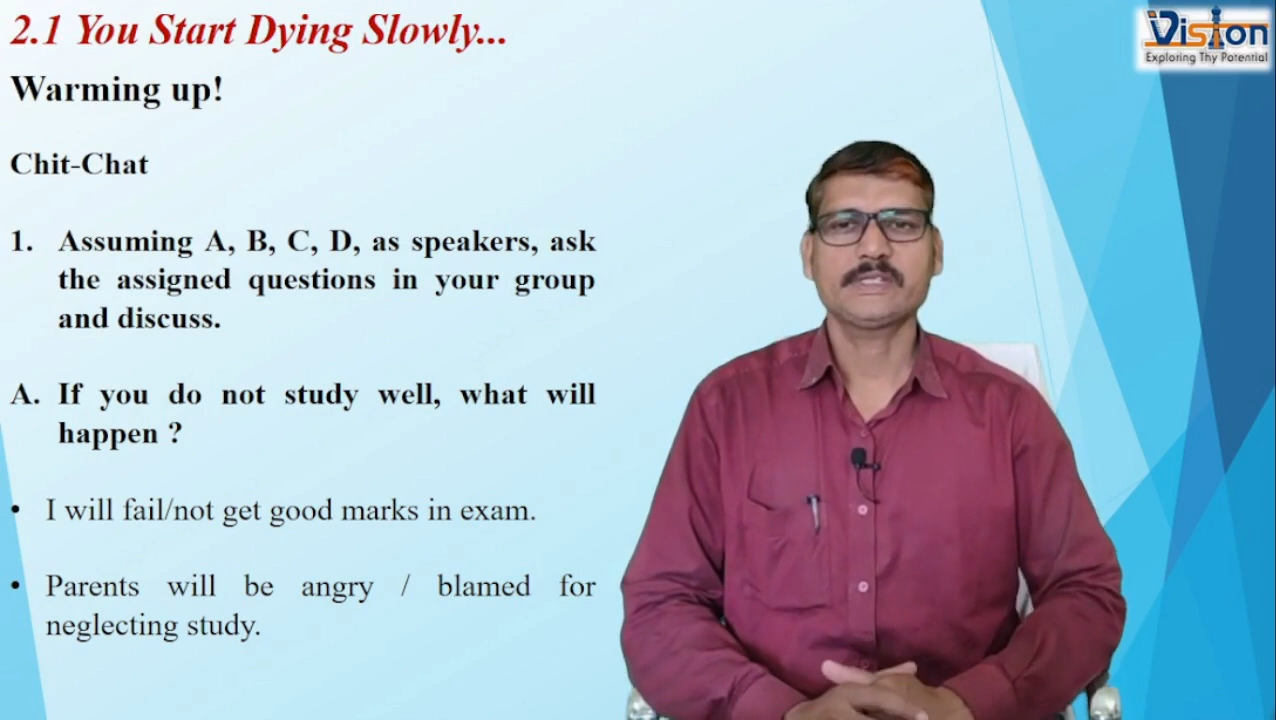 2.1 You Start Dying Slowly...
Vision
Exploring Thy Potential
Warming up!
Chit-Chat
1. Assuming A, B, C, D, as speakers, ask
the assigned questions in your group
and discuss.
A. If you do not study well, what will
happen ?
• I will fail/not get good marks in exam.
• Parents will be angry / blamed for
neglecting study.